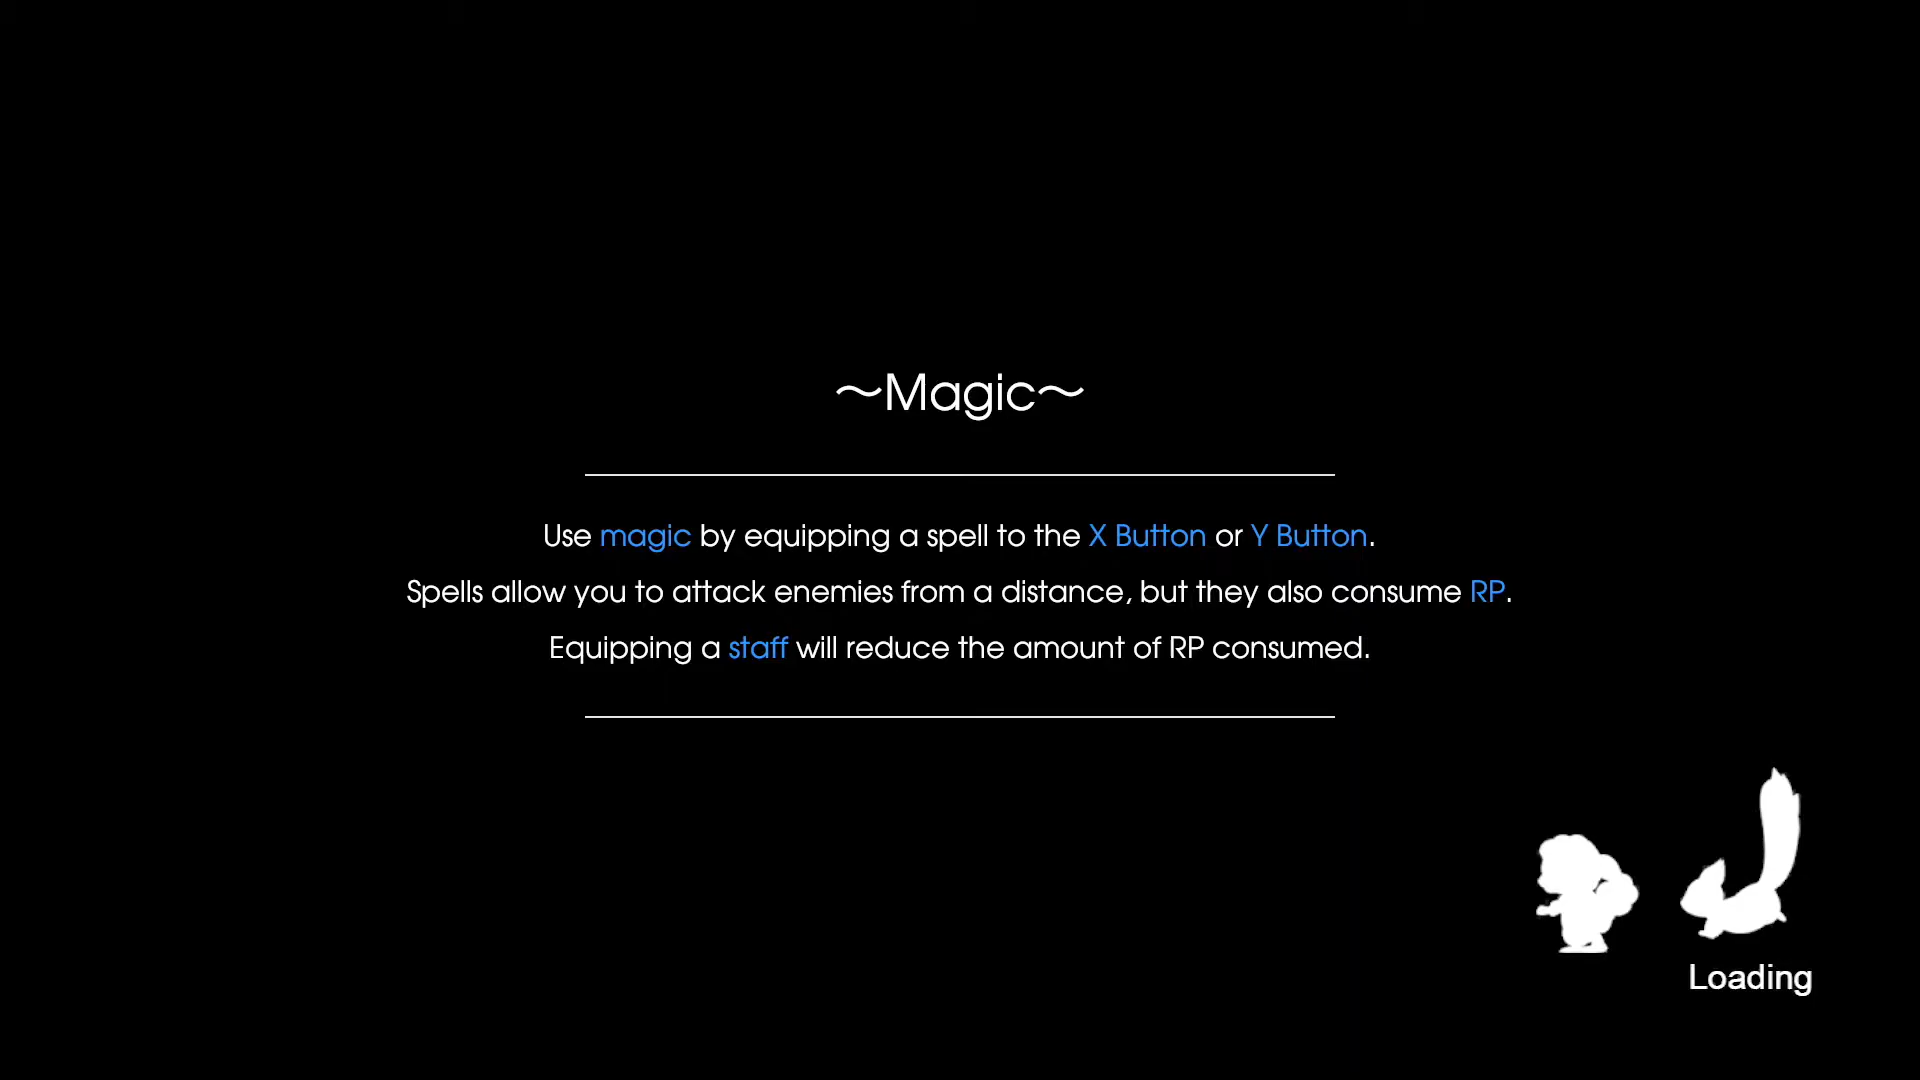 ～Magic～
Use magic by equipping a spell to the X Button or Y Button.
Spells allow you to attack enemies from a distance, but they also consume RP.
Equipping a staff will reduce the amount of RP consumed.
Loading